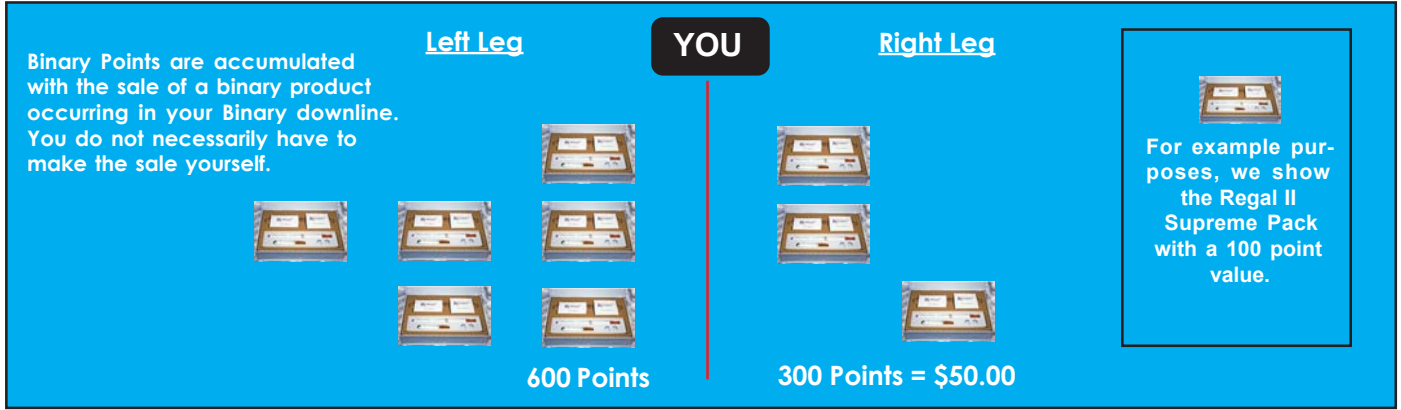 Left Leg
YOU
Right Leg
Binary Points are accumulated
with the sale of a binary product
occurring in your Binary downline.
You do not necessarily have to
make the sale yourself.
For example pur-
poses, we show
the Regal II
Supreme Pack
with a 100 point
value.
600 Points
300 Points = $50.00